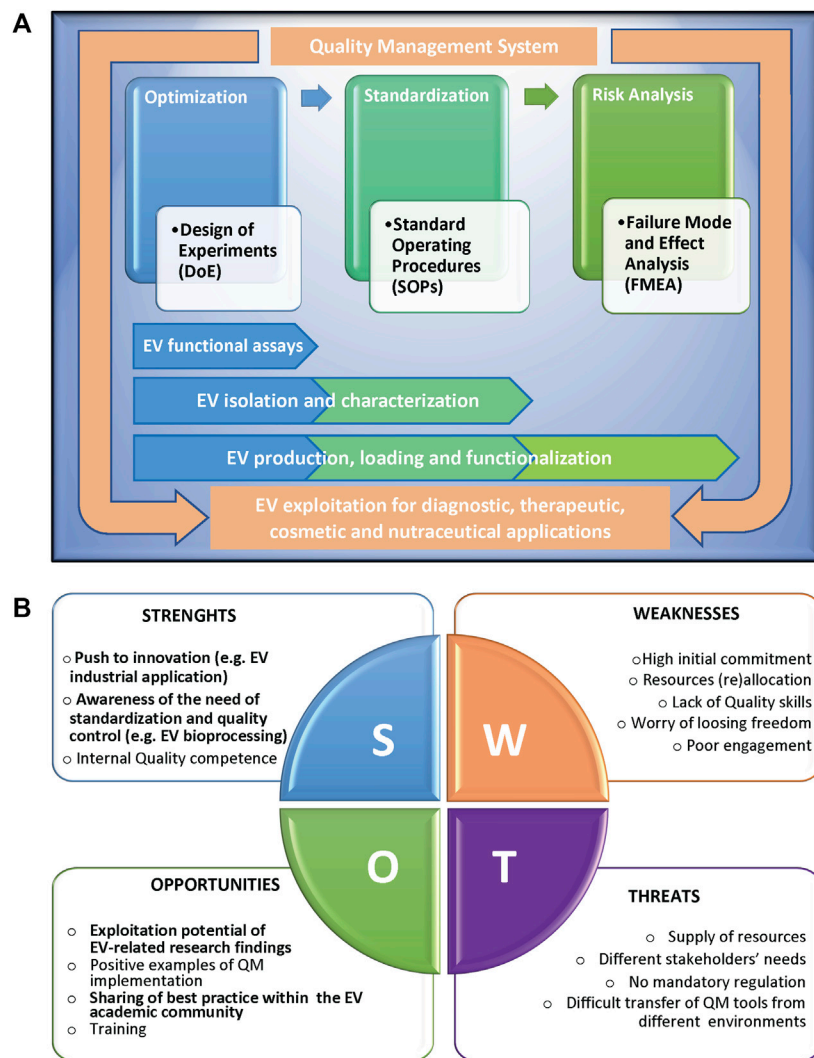 A
Quality Management System
Optimization
Standardization
Risk Analysis
•Design of
Experiments
(DoE)
•Standard
Operating
Procedures
(SOPs)
•Failure Mode
and Effect
Analysis
(FMEA)
EV functional assays
EV isolation and characterization
EV production, loading and functionalization
EV exploitation for diagnostic, therapeutic,
cosmetic and nutraceutical applications
B
STRENGHTS
○ Push to innovation (e.g. EV
industrial application)
○ Awareness of the need of
standardization and quality
control (e.g. EV bioprocessing)
○ Internal Quality competence
WEAKNESSES
○High initial commitment
○ Resources (re)allocation
○ Lack of Quality skills
○ Worry of loosing freedom
○ Poor engagement
S
W
O
T
OPPORTUNITIES
○ Exploitation potential of
EV-related research findings
○ Positive examples of QM
implementation
○ Sharing of best practice within the EV
academic community
○ Training
THREATS
○ Supply of resources
○ Different stakeholders’ needs
○ No mandatory regulation
○ Difficult transfer of QM tools from
different environments